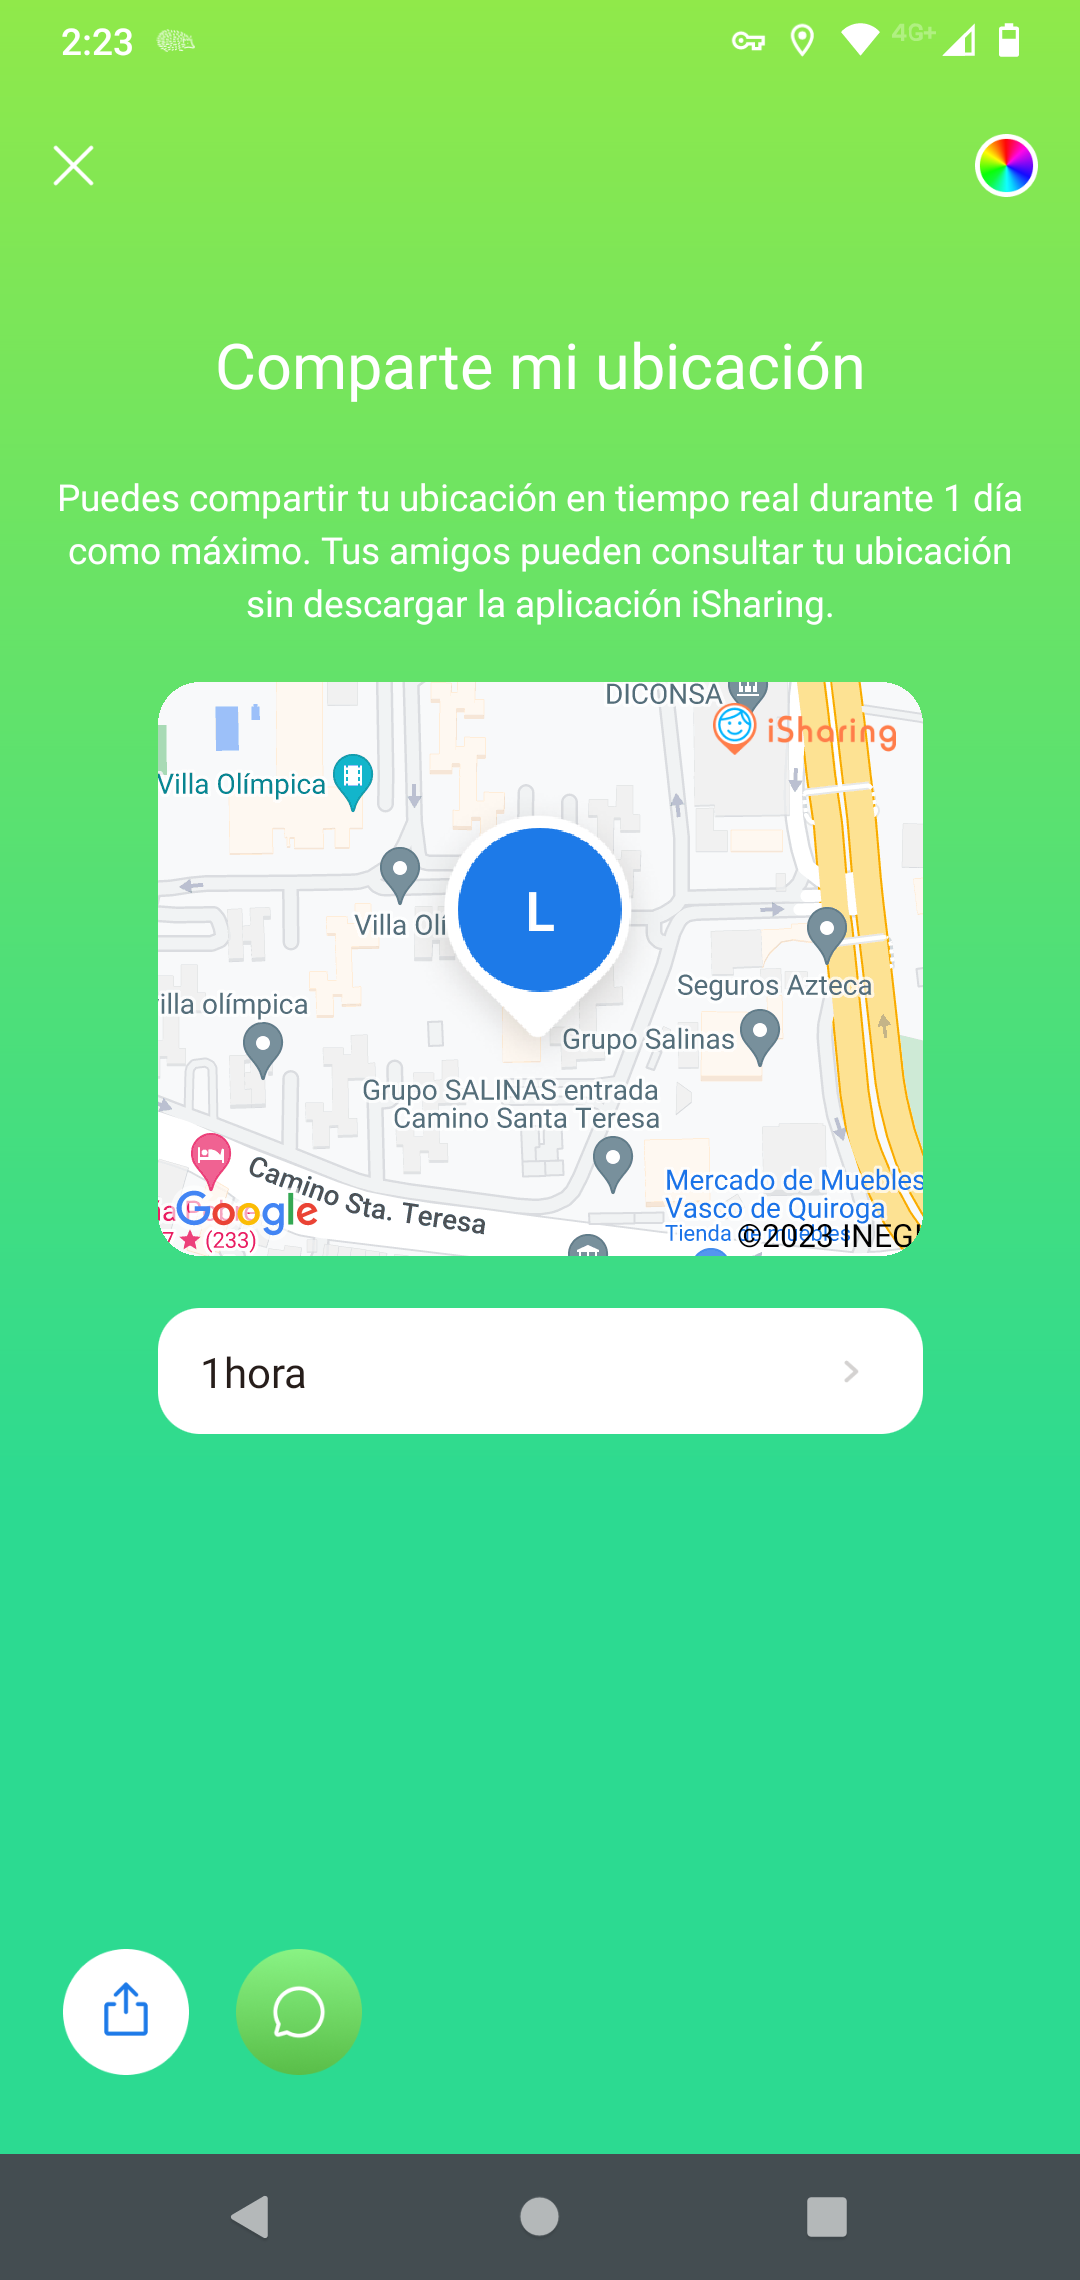 2:23
4G+
Comparte mi ubicación
Puedes compartir tu ubicación en tiempo real durante 1 día
como máximo. Tus amigos pueden consultar tu ubicación
sin descargar la aplicación iSharing.
DICONSA
iSharing
Villa Olímpica
L
Villa Olí
Seguros Azteca
illa olímpica
Grupo Salinas
Grupo SALINAS entrada
Camino Santa Teresa
Camino Sta. Teresa
Mercado de Muebles
Vasco de Quiroga
Tienda de muebles
Google
7 ★ (233)
©2023 INEGI
1hora